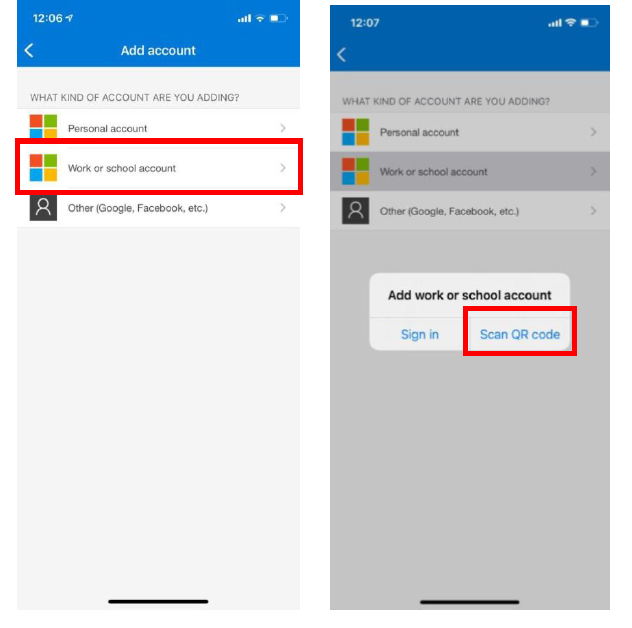 12:06
Add account
WHAT KIND OF ACCOUNT ARE YOU ADDING?
Personal account
Work or school account
Other (Google, Facebook, etc.)
12:07
WHAT KIND OF ACCOUNT ARE YOU ADDING?
Personal account
Work or school account
Other (Google, Facebook, etc.)
Add work or school account
Sign in
Scan QR code